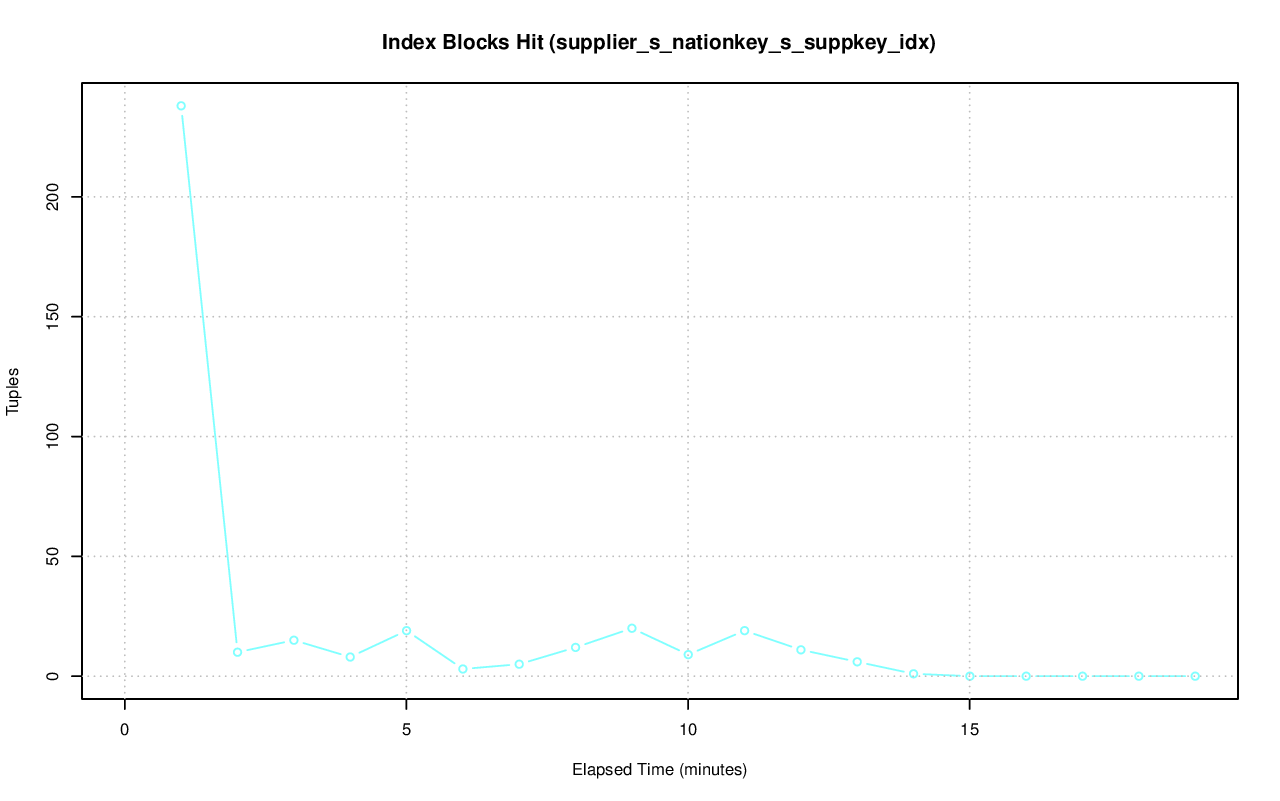 Index Blocks Hit (supplier_s_nationkey_s_suppkey_idx)
Tuples
200
150
100
50
0
0 5 10 15
Elapsed Time (minutes)